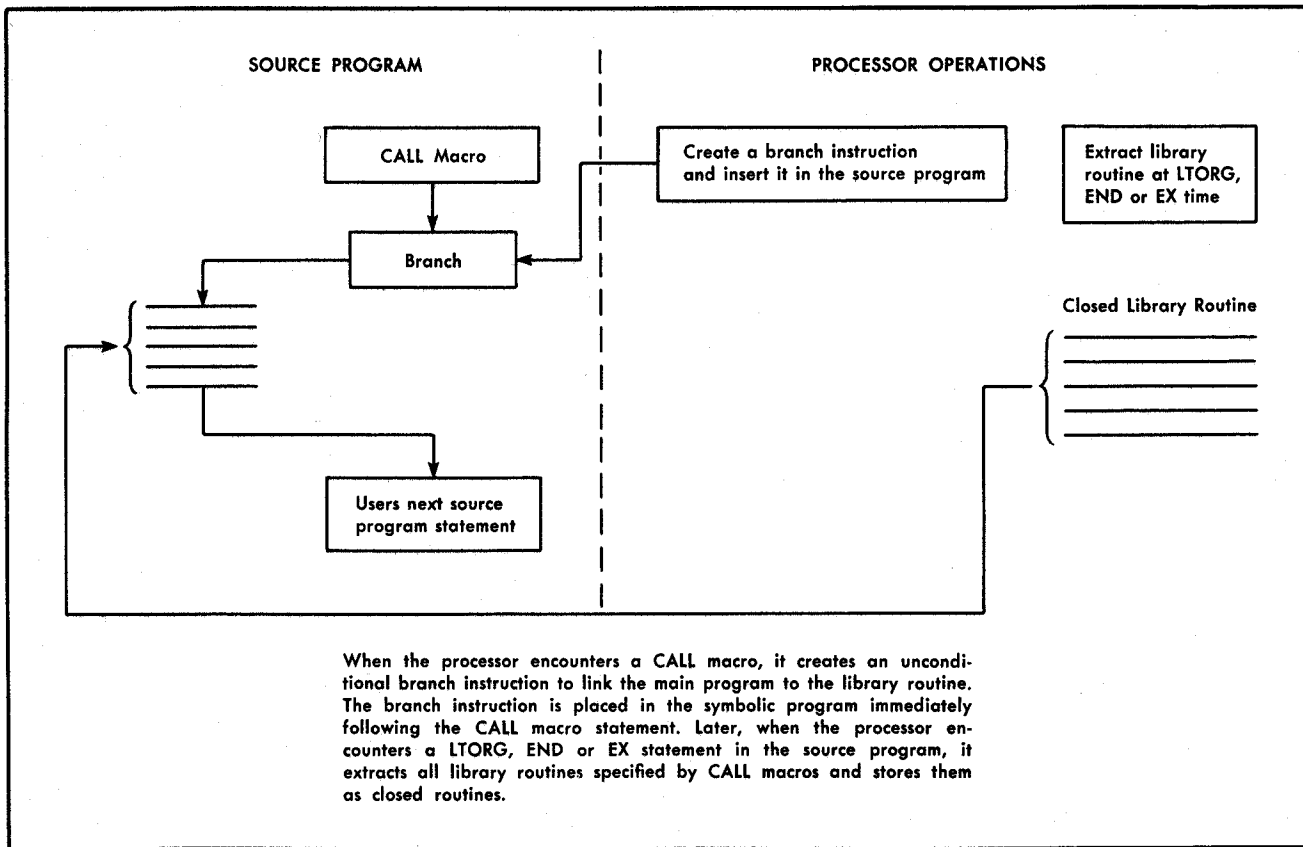 SOURCE PROGRAM
PROCESSOR OPERATIONS
CALL Macro
Create a branch instruction
and insert it in the source program
Extract library
routine at LTORG,
END or EX time
Branch
Closed Library Routine
Users next source
program statement
When the processor encounters a CALL macro, it creates an uncondi-
tional branch instruction to link the main program to the library routine.
The branch instruction is placed in the symbolic program immediately
following the CALL macro statement. Later, when the processor en-
counters a LTORG, END or EX statement in the source program, it
extracts all library routines specified by CALL macros and stores them
as closed routines.